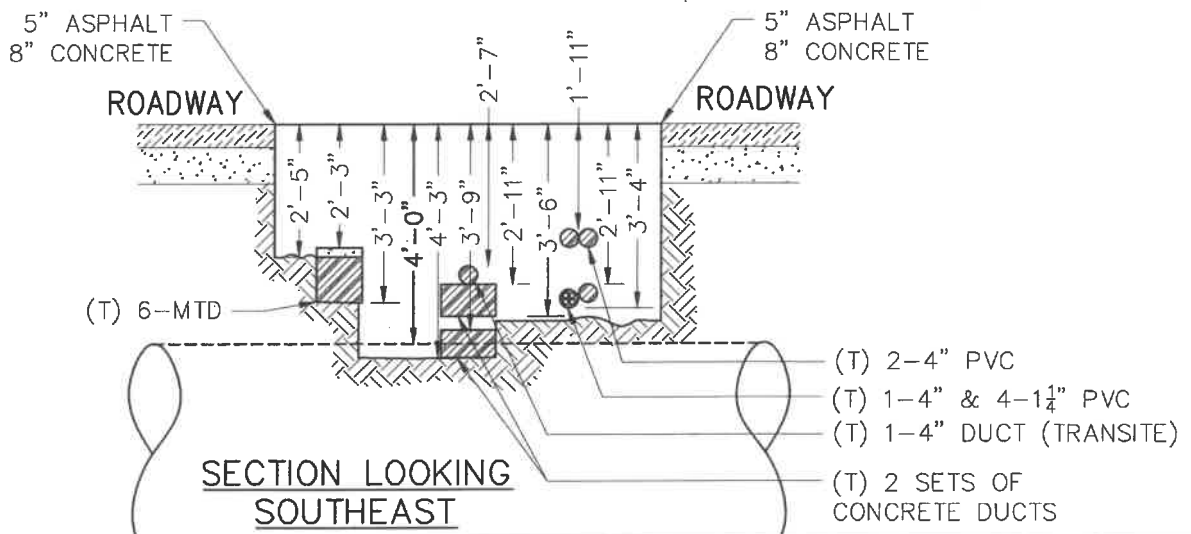 5" ASPHALT
8" CONCRETE
5" ASPHALT
8" CONCRETE
ROADWAY
ROADWAY
2'-5"
2'-3"
3'-3"
4'-0"
4'-3"
3'-9"
2'-7"
2'-11"
3'-6"
1'-11"
2'-11"
3'-4"
(T) 6-MTD
(T) 2-4" PVC
(T) 1-4" & 4-1¼" PVC
(T) 1-4" DUCT (TRANSITE)
(T) 2 SETS OF
CONCRETE DUCTS
SECTION LOOKING
SOUTHEAST